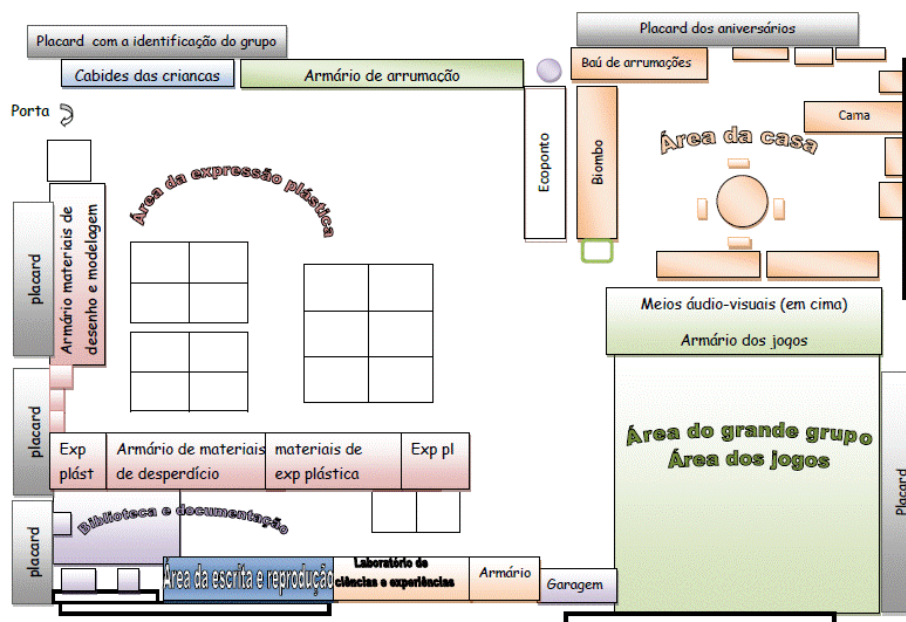 Placard com a identificação do grupo
Placard dos aniversários
Cabides das criancas
Armário de arrumação
Baú de arrumações
Porta
Cama
Área da casa
Ecoponto
Biombo
Área da expressão plástica
placard
Armário materiais de
desenho e modelagem
Meios áudio-visuais (em cima)
Armário dos jogos
placard
Exp
plást
Armário de materiais
de desperdício
materiais de
exp plástica
Exp pl
Área do grande grupo
Área dos jogos
Placard
Biblioteca e documentação
placard
Área da escrita e reprodução
Laboratório de
ciências e experiências
Armário
Garagem